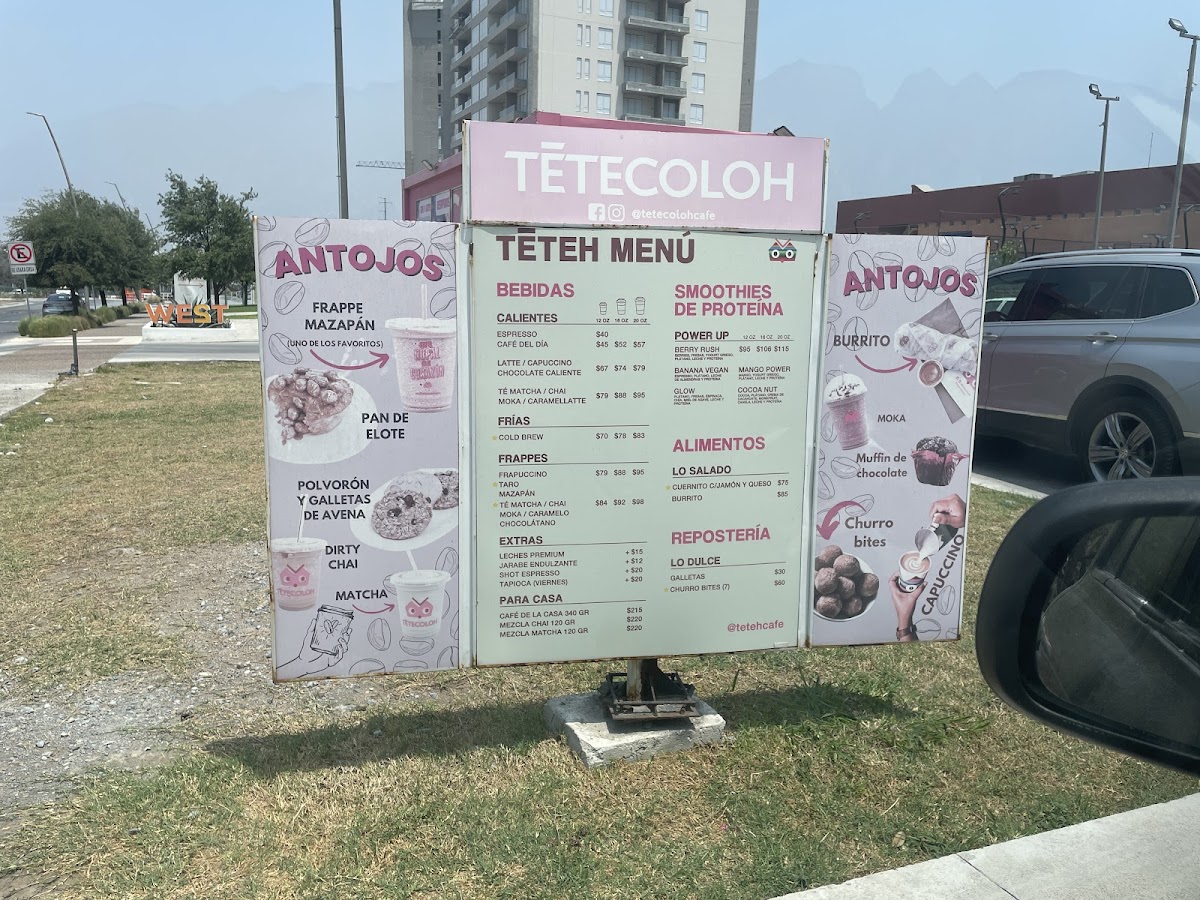 TĒTECOLOH
@tetecolohcafe
ANTOJOS
FRAPPE
MAZAPÁN
(UNO DE LOS FAVORITOS)
PAN DE
ELOTE
POLVORÓN
Y GALLETAS
DE AVENA
DIRTY
CHAI
MATCHA
TĒTECOLOH
TĒTECOLOH
TĒTEH MENÚ
BEBIDAS
CALIENTES 12 OZ 16 OZ 20 OZ
ESPRESSO $40
CAFÉ DEL DÍA $45 $52 $57
LATTE / CAPUCCINO
CHOCOLATE CALIENTE $67 $74 $79
TÉ MATCHA / CHAI
MOKA / CARAMELLATTE $79 $88 $95
FRÍAS
COLD BREW $70 $78 $83
FRAPPES
FRAPUCCINO $79 $88 $95
TARO
MAZAPÁN
TÉ MATCHA / CHAI $84 $92 $98
MOKA / CARAMELO
CHOCOLÁTANO
EXTRAS
LECHES PREMIUM +$15
JARABE ENDULZANTE +$12
SHOT ESPRESSO +$20
TAPIOCA (VIERNES) +$20
PARA CASA
CAFÉ DE LA CASA 340 GR $215
MEZCLA CHAI 120 GR $220
MEZCLA MATCHA 120 GR $220
SMOOTHIES
DE PROTEÍNA
POWER UP 12 OZ 16 OZ 20 OZ
BERRY RUSH $95 $106 $115
BANANA VEGAN
MANGO POWER
GLOW
COCOA NUT
ALIMENTOS
LO SALADO
CUERNITO C/JAMÓN Y QUESO $75
BURRITO $85
REPOSTERÍA
LO DULCE
GALLETAS $30
CHURRO BITES (7) $60
@tetehcafe
ANTOJOS
BURRITO
MOKA
Muffin de
chocolate
Churro
bites
CAPUCCINO
WEST
E